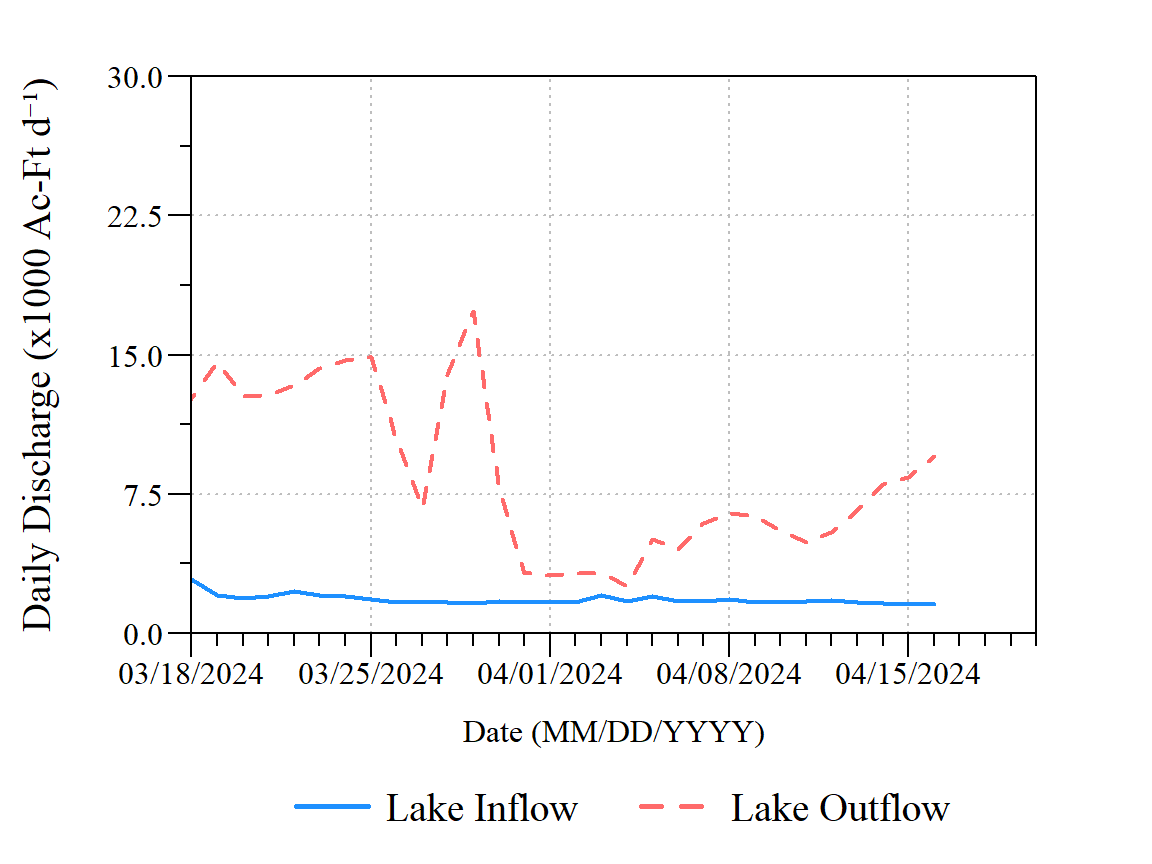 Daily Discharge (x1000 Ac-Ft d⁻¹)
30.0
22.5
15.0
7.5
0.0
03/18/2024 03/25/2024 04/01/2024 04/08/2024 04/15/2024
Date (MM/DD/YYYY)
Lake Inflow Lake Outflow